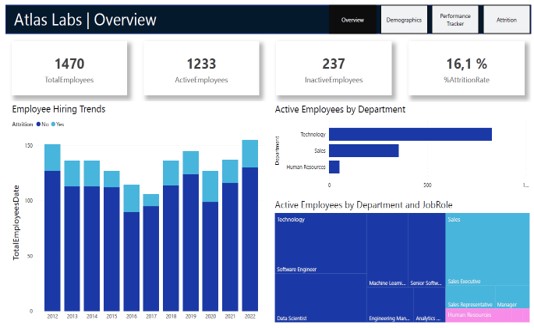 Atlas Labs | Overview
Overview
Demographics
Performance
Tracker
Attrition
1470
TotalEmployees
1233
ActiveEmployees
237
InactiveEmployees
16,1 %
%AttritionRate
Employee Hiring Trends
Attrition No Yes
TotalEmployeesDate
150
100
50
0
2012 2013 2014 2015 2016 2017 2018 2019 2020 2021 2022
Active Employees by Department
Department
Technology
Sales
Human Resources
0 500 1...
Active Employees by Department and JobRole
Technology
Software Engineer
Data Scientist
Machine Learni...
Senior Softw...
Engineering Man...
Analytics ...
Sales
Sales Executive
Sales Representative
Manager
Human Resources